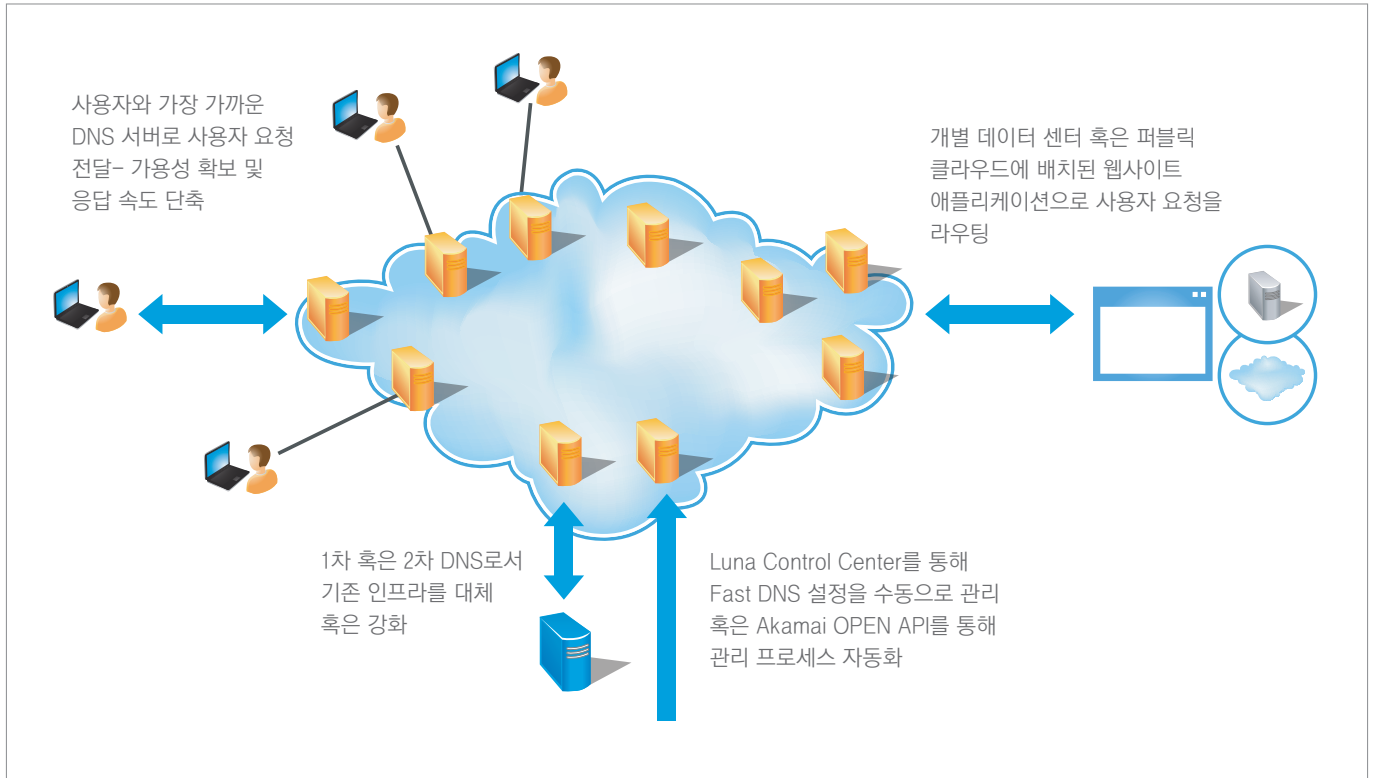 사용자와 가장 가까운
DNS 서버로 사용자 요청
전달- 가용성 확보 및
응답 속도 단축
개별 데이터 센터 혹은 퍼블릭
클라우드에 배치된 웹사이트
애플리케이션으로 사용자 요청을
라우팅
1차 혹은 2차 DNS로서
기존 인프라를 대체
혹은 강화
Luna Control Center를 통해
Fast DNS 설정을 수동으로 관리
혹은 Akamai OPEN API를 통해
관리 프로세스 자동화